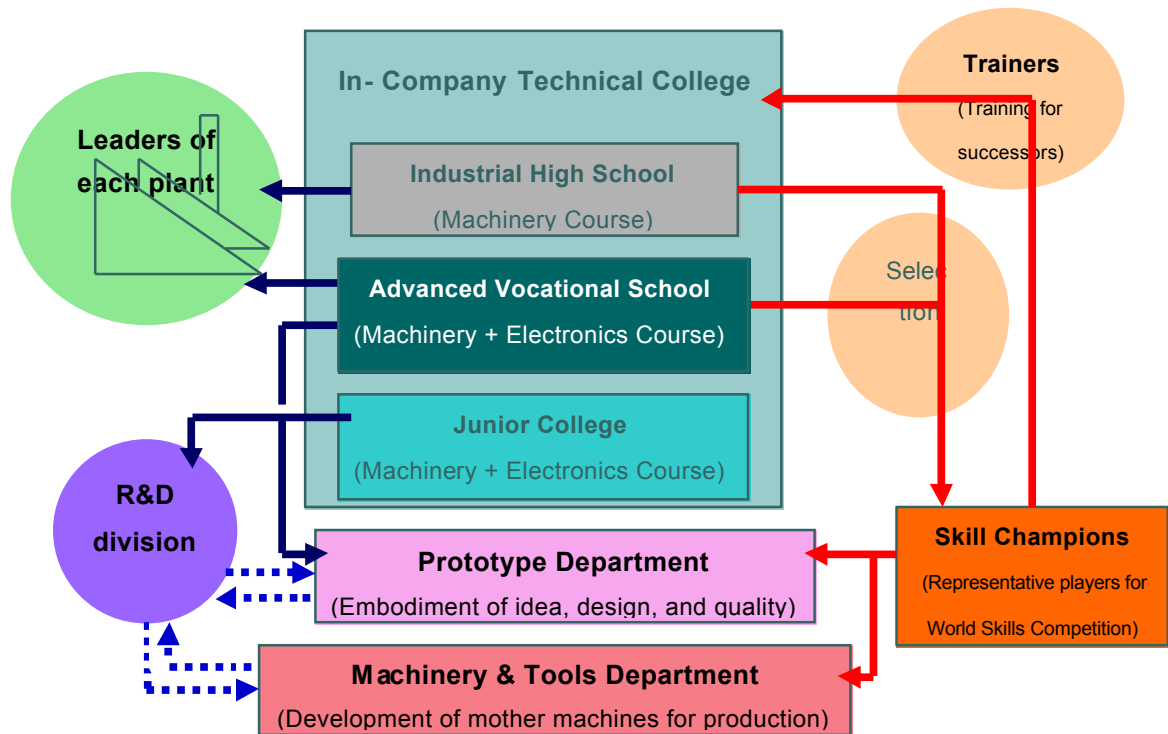 In- Company Technical College
Trainers
(Training for
successors)
Leaders of
each plant
Industrial High School
(Machinery Course)
Selec
tion
Advanced Vocational School
(Machinery + Electronics Course)
Junior College
(Machinery + Electronics Course)
R&D
division
Prototype Department
(Embodiment of idea, design, and quality)
Skill Champions
(Representative players for
World Skills Competition)
Machinery & Tools Department
(Development of mother machines for production)